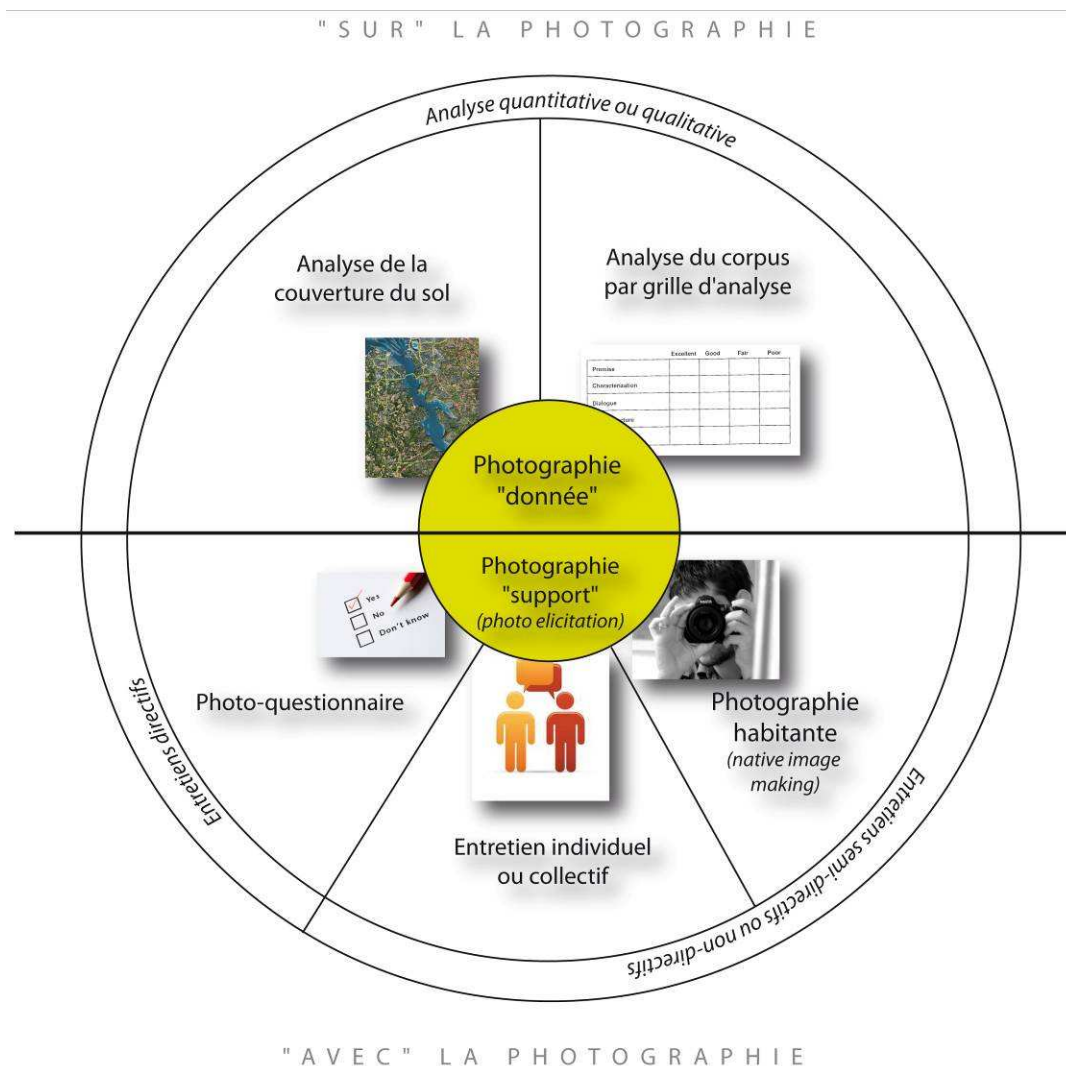 "SUR" LA PHOTOGRAPHIE
Analyse quantitative ou qualitative
Analyse de la
couverture du sol
Analyse du corpus
par grille d'analyse
Excellent Good Fair Poor
Premise
Characterisation
Dialogue
Photographie
"donnée"
Photographie
"support"
(photo elicitation)
Yes
No
Don't know
Photo-questionnaire
Photographie
habitante
(native image
making)
Entretien individuel
ou collectif
Entretiens directifs
Entretiens semi-directifs ou non-directifs
"AVEC" LA PHOTOGRAPHIE